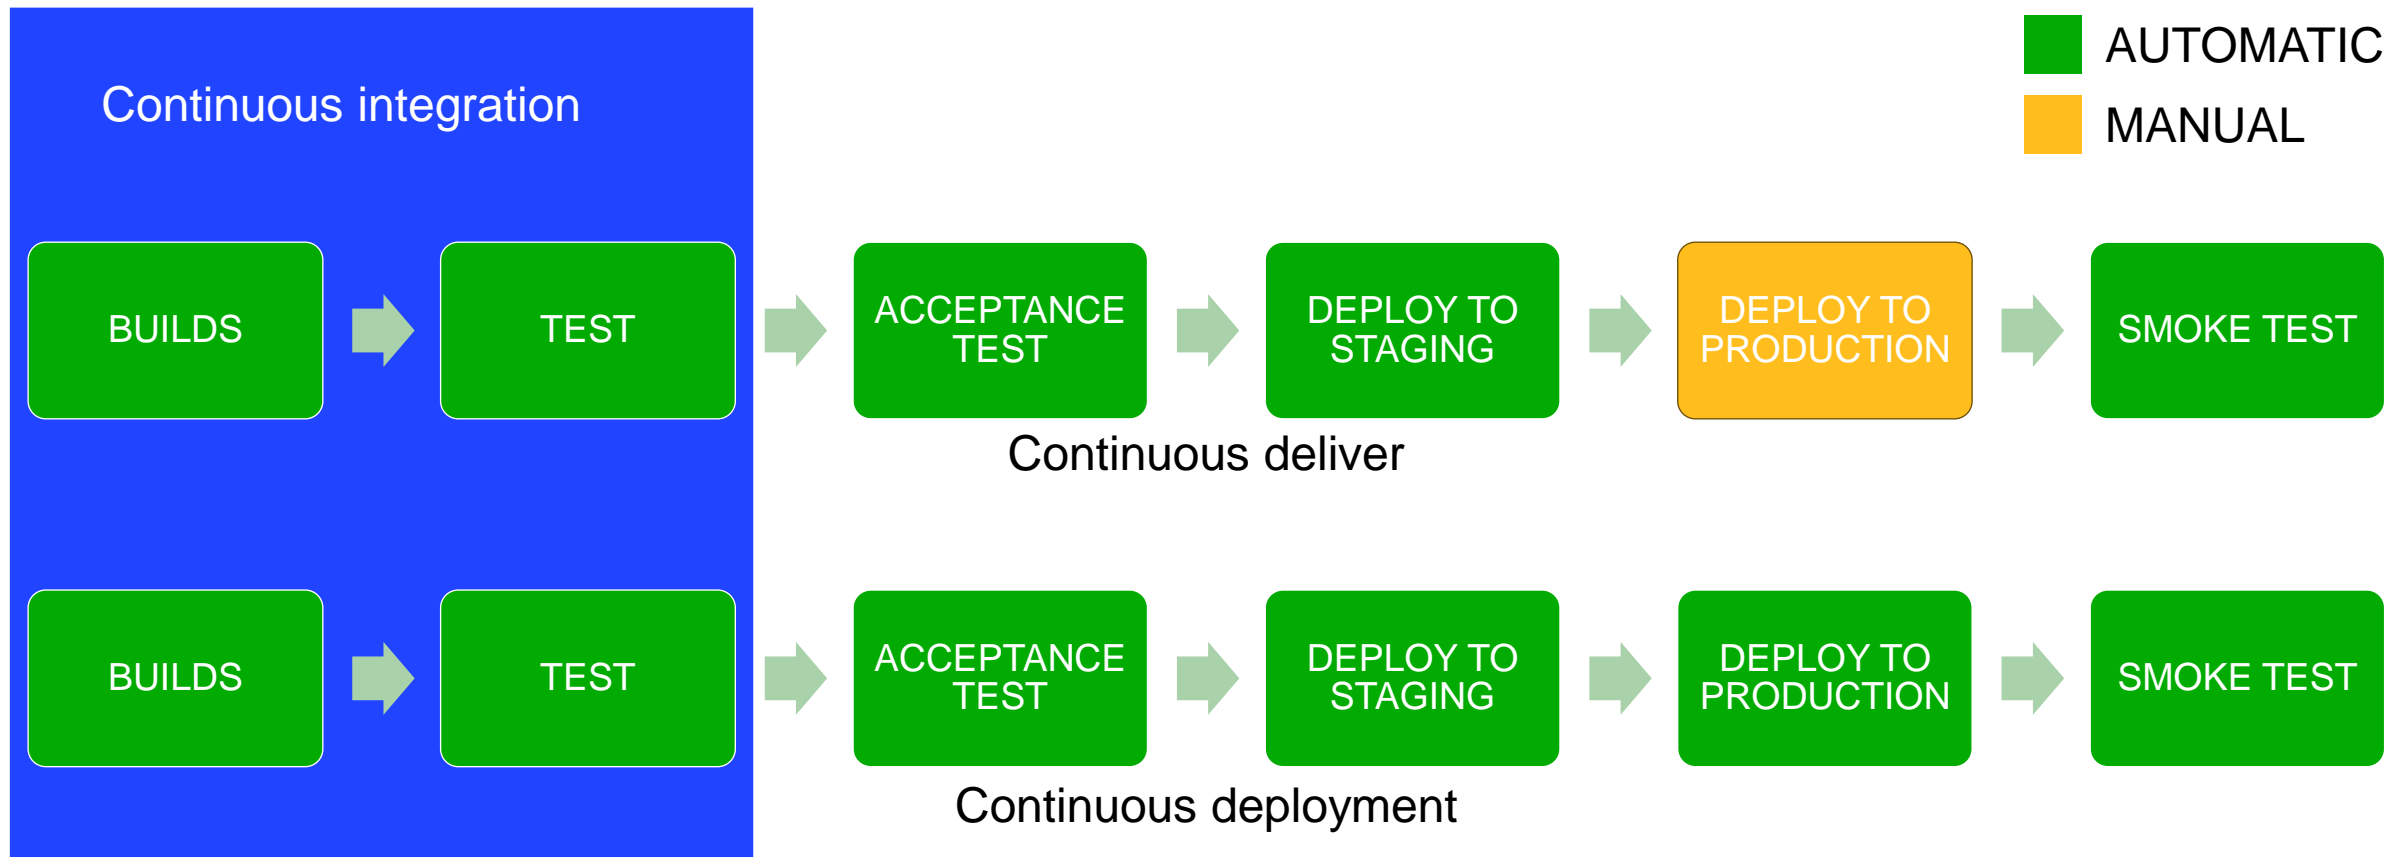 Continuous integration
AUTOMATIC
MANUAL
BUILDS
TEST
ACCEPTANCE
TEST
DEPLOY TO
STAGING
DEPLOY TO
PRODUCTION
SMOKE TEST
Continuous deliver
BUILDS
TEST
ACCEPTANCE
TEST
DEPLOY TO
STAGING
DEPLOY TO
PRODUCTION
SMOKE TEST
Continuous deployment